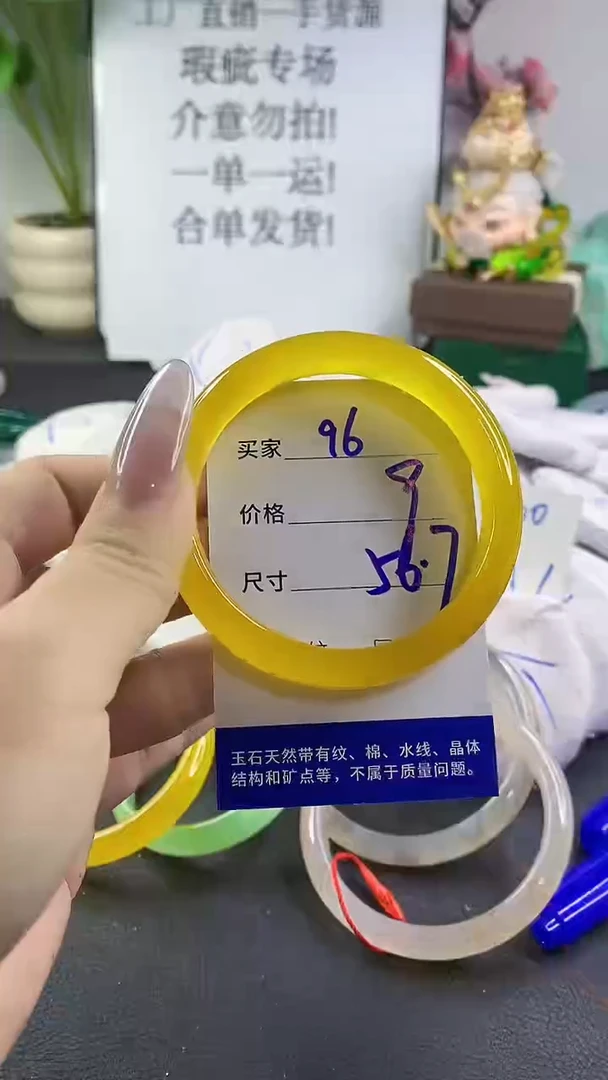 工厂直销一手货源
瑕疵专场
介意勿拍!
一单一运!
合单发货!
买家 96
价格
尺寸 56.7
玉石天然带有纹、棉、水线、晶体
结构和矿点等，不属于质量问题。